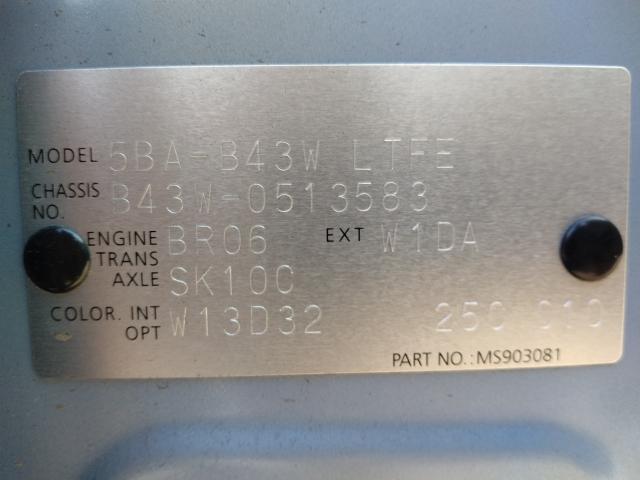 MODEL 5BA-B43W LTFE
CHASSIS NO. B43W-0513583
ENGINE BR06 EXT W1DA
TRANS AXLE SK10C
COLOR. INT OPT W13D32 25C C10
PART NO.:MS903081